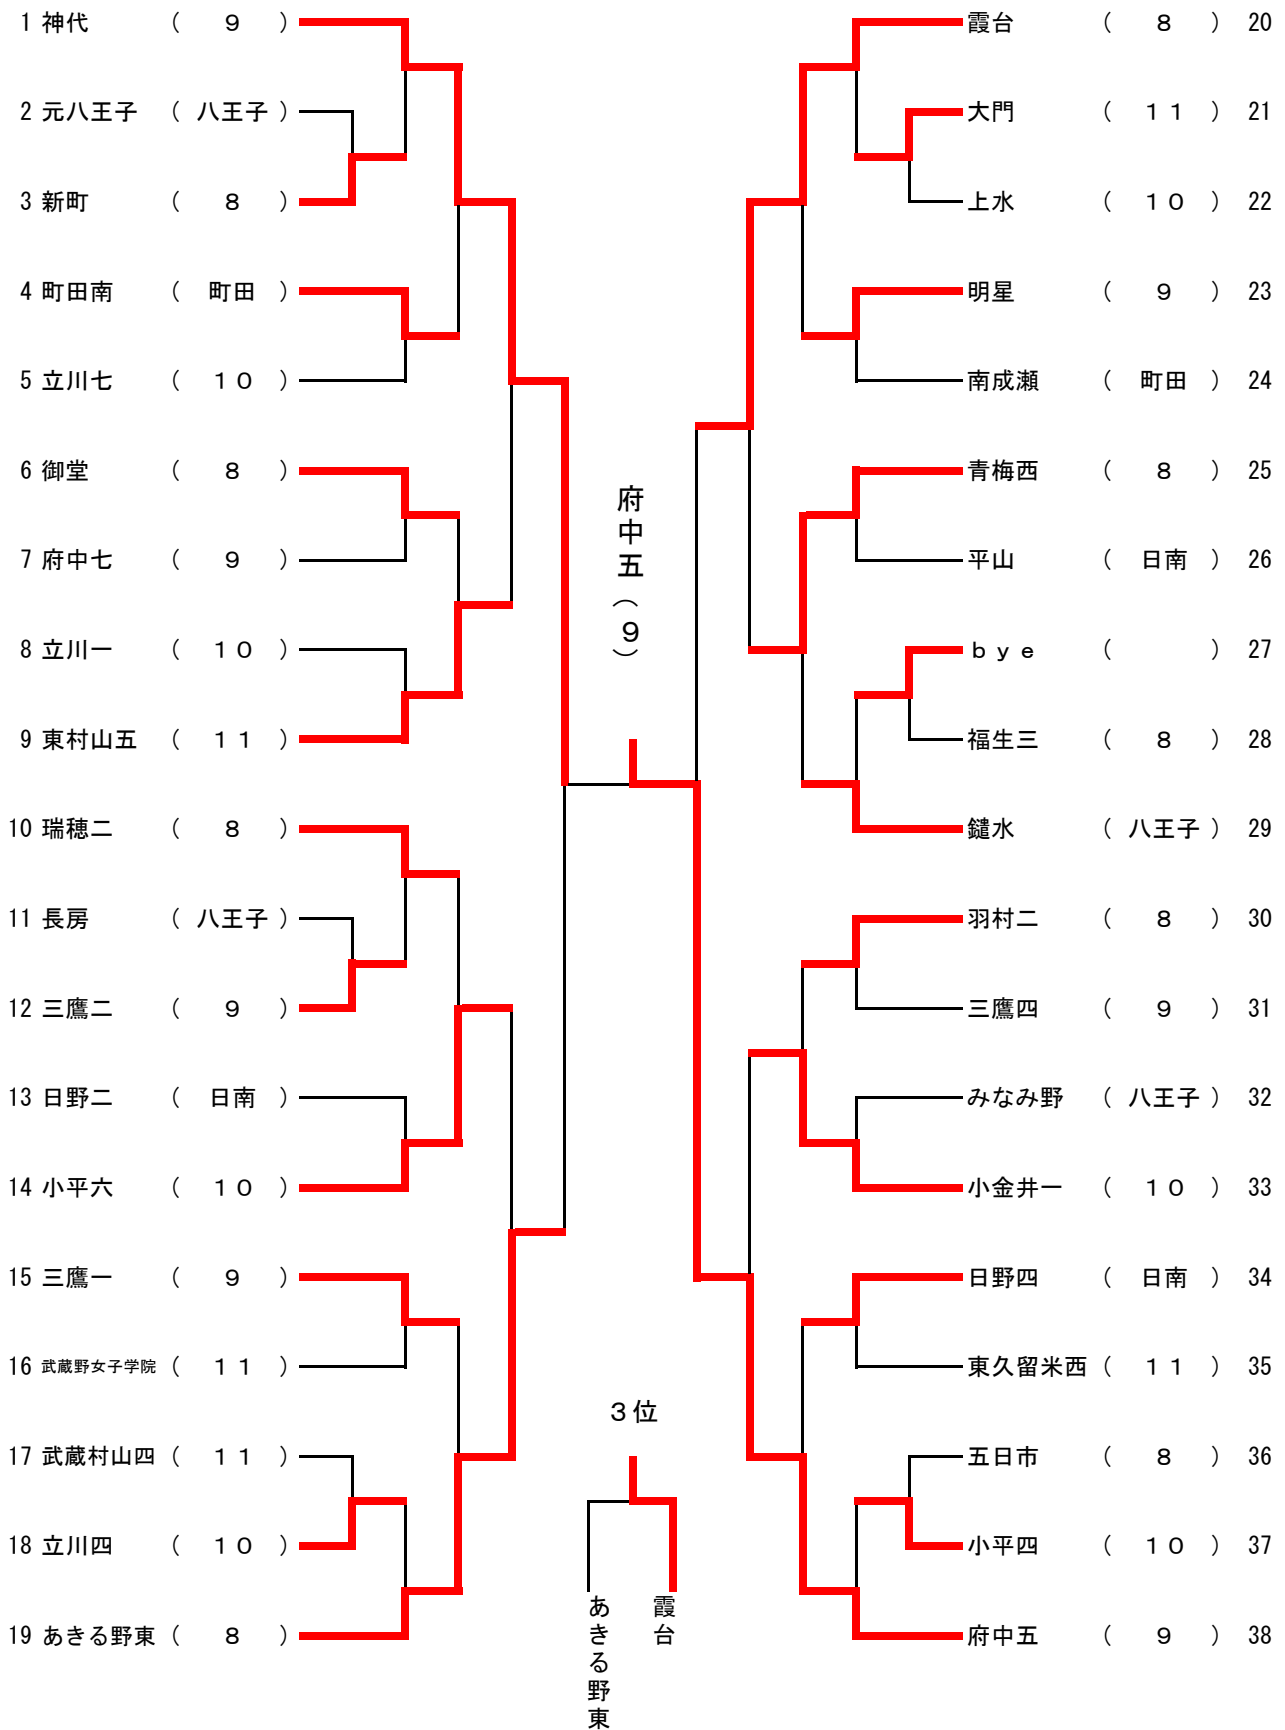 1 神代 （ ９ ）
2 元八王子 （ 八王子 ）
3 新町 （ ８ ）
4 町田南 （ 町田 ）
5 立川七 （ １０ ）
6 御堂 （ ８ ）
7 府中七 （ ９ ）
8 立川一 （ １０ ）
9 東村山五 （ １１ ）
10 瑞穂二 （ ８ ）
11 長房 （ 八王子 ）
12 三鷹二 （ ９ ）
13 日野二 （ 日南 ）
14 小平六 （ １０ ）
15 三鷹一 （ ９ ）
16 武蔵野女子学院 （ １１ ）
17 武蔵村山四 （ １１ ）
18 立川四 （ １０ ）
19 あきる野東 （ ８ ）
府中五（９）
３位
あきる野東
霞台
霞台 （ ８ ） 20
大門 （ １１ ） 21
上水 （ １０ ） 22
明星 （ ９ ） 23
南成瀬 （ 町田 ） 24
青梅西 （ ８ ） 25
平山 （ 日南 ） 26
ｂｙｅ （ ） 27
福生三 （ ８ ） 28
鑓水 （ 八王子 ） 29
羽村二 （ ８ ） 30
三鷹四 （ ９ ） 31
みなみ野 （ 八王子 ） 32
小金井一 （ １０ ） 33
日野四 （ 日南 ） 34
東久留米西 （ １１ ） 35
五日市 （ ８ ） 36
小平四 （ １０ ） 37
府中五 （ ９ ） 38